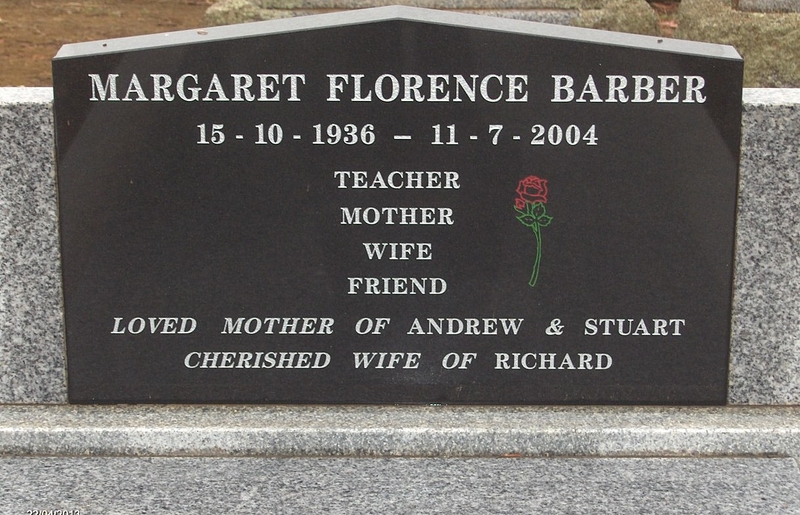 MARGARET FLORENCE BARBER
15 - 10 - 1936 – 11 - 7 - 2004
TEACHER
MOTHER
WIFE
FRIEND
LOVED MOTHER OF ANDREW & STUART
CHERISHED WIFE OF RICHARD